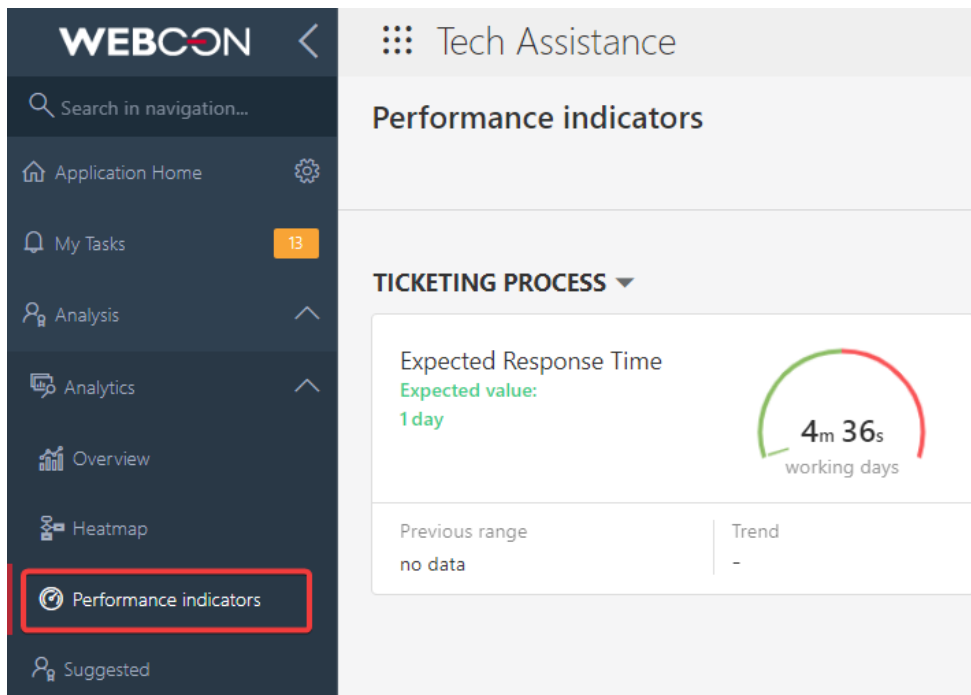 WEBCON
Search in navigation...
Application Home
My Tasks
13
Analysis
Analytics
Overview
Heatmap
Performance indicators
Suggested
Tech Assistance
Performance indicators
TICKETING PROCESS
Expected Response Time
Expected value:
1 day
4m 36s
working days
Previous range
no data
Trend
-